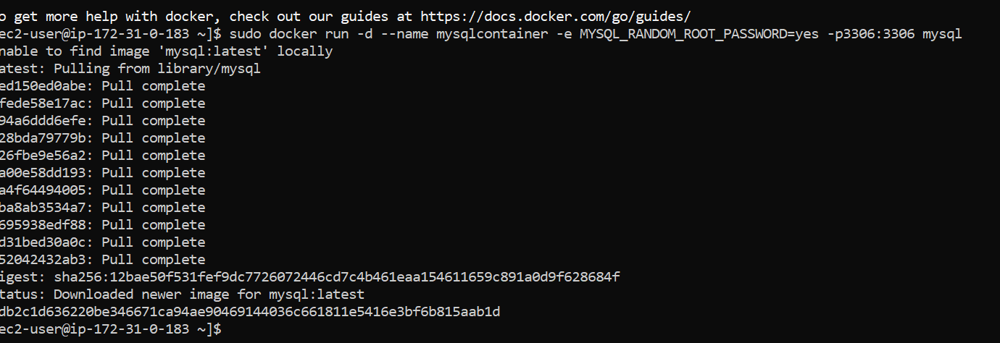 o get more help with docker, check out our guides at https://docs.docker.com/go/guides/
ec2-user@ip-172-31-0-183 ~]$ sudo docker run -d --name mysqlcontainer -e MYSQL_RANDOM_ROOT_PASSWORD=yes -p3306:3306 mysql
nable to find image 'mysql:latest' locally
atest: Pulling from library/mysql
ed150ed0abe: Pull complete
fede58e17ac: Pull complete
94a6ddd6efe: Pull complete
28bda79779b: Pull complete
26fbe9e56a2: Pull complete
a00e58dd193: Pull complete
a4f64494005: Pull complete
ba8ab3534a7: Pull complete
695938edf88: Pull complete
d31bed30a0c: Pull complete
52042432ab3: Pull complete
igest: sha256:12bae50f531fef9dc7726072446cd7c4b461eaa154611659c891a0d9f628684f
tatus: Downloaded newer image for mysql:latest
db2c1d636220be346671ca94ae90469144036c661811e5416e3bf6b815aab1d
ec2-user@ip-172-31-0-183 ~]$